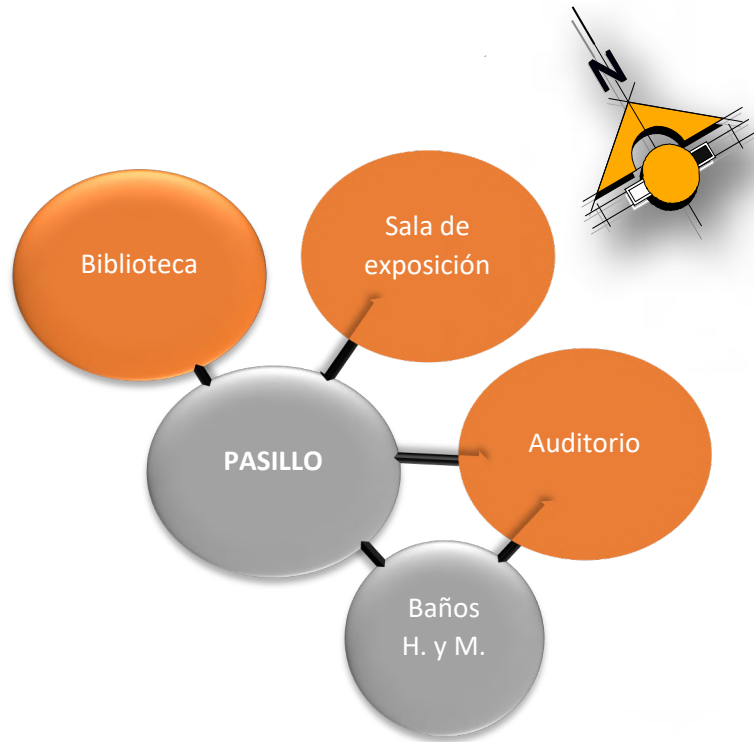 N
Biblioteca
Sala de
exposición
PASILLO
Auditorio
Baños
H. y M.